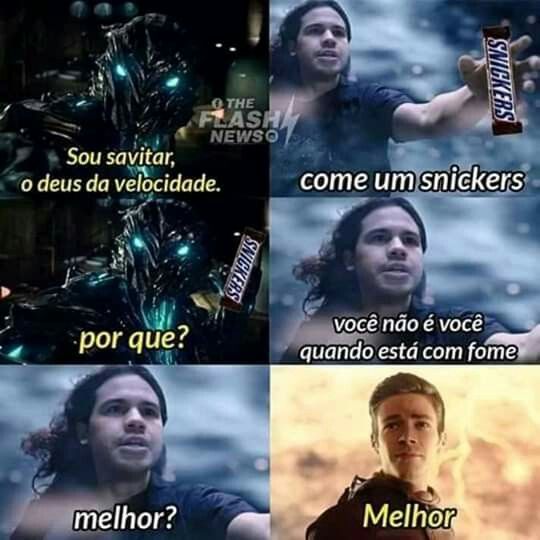 THE
FLASH
NEWS
Sou savitar,
o deus da velocidade.
SNICKERS
come um snickers
SNICKERS
por que?
você não é você
quando está com fome
melhor?
Melhor